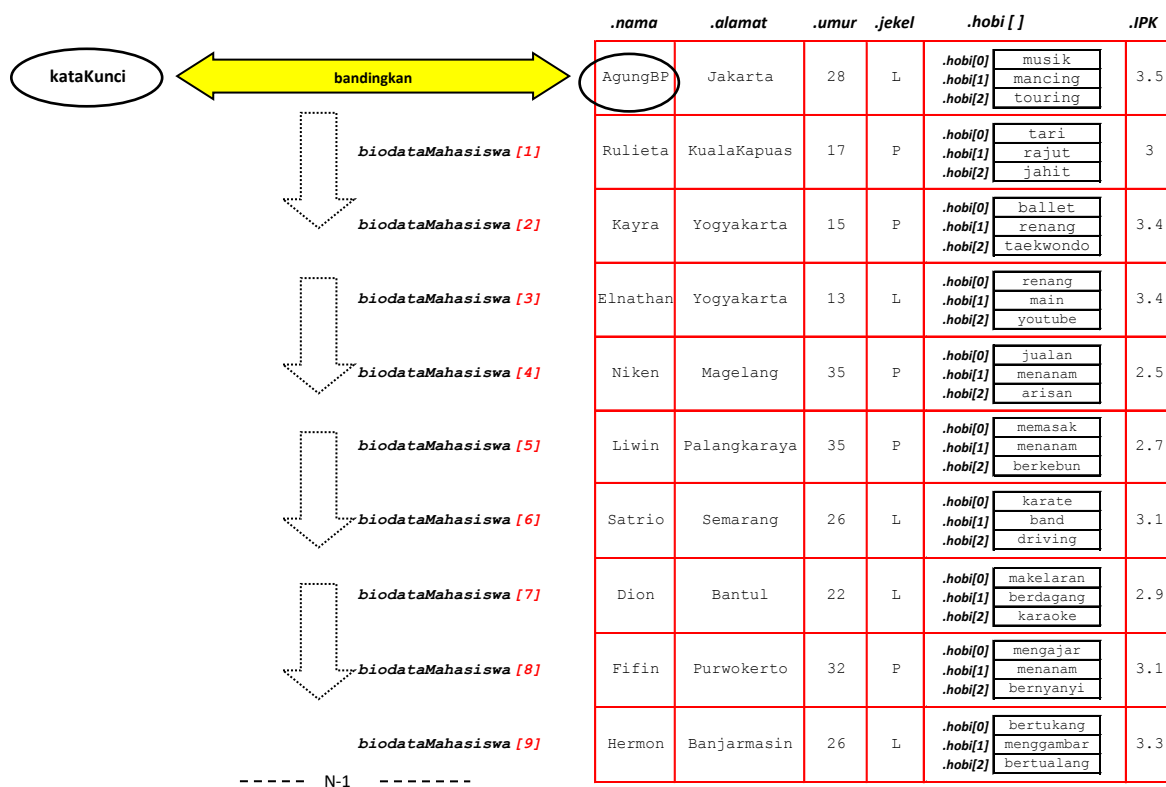 .nama .alamat .umur .jekel .hobi [ ] .IPK
kataKunci bandingkan AgungBP Jakarta 28 L .hobi[0] musik 3.5
.hobi[1] mancing
.hobi[2] touring
biodataMahasiswa [1] Rulieta KualaKapuas 17 P .hobi[0] tari 3
.hobi[1] rajut
.hobi[2] jahit
biodataMahasiswa [2] Kayra Yogyakarta 15 P .hobi[0] ballet 3.4
.hobi[1] renang
.hobi[2] taekwondo
biodataMahasiswa [3] Elnathan Yogyakarta 13 L .hobi[0] renang 3.4
.hobi[1] main
.hobi[2] youtube
biodataMahasiswa [4] Niken Magelang 35 P .hobi[0] jualan 2.5
.hobi[1] menanam
.hobi[2] arisan
biodataMahasiswa [5] Liwin Palangkaraya 35 P .hobi[0] memasak 2.7
.hobi[1] menanam
.hobi[2] berkebun
biodataMahasiswa [6] Satrio Semarang 26 L .hobi[0] karate 3.1
.hobi[1] band
.hobi[2] driving
biodataMahasiswa [7] Dion Bantul 22 L .hobi[0] makelaran 2.9
.hobi[1] berdagang
.hobi[2] karaoke
biodataMahasiswa [8] Fifin Purwokerto 32 P .hobi[0] mengajar 3.1
.hobi[1] menanam
.hobi[2] bernyanyi
biodataMahasiswa [9] Hermon Banjarmasin 26 L .hobi[0] bertukang 3.3
.hobi[1] menggambar
.hobi[2] bertualang
N-1